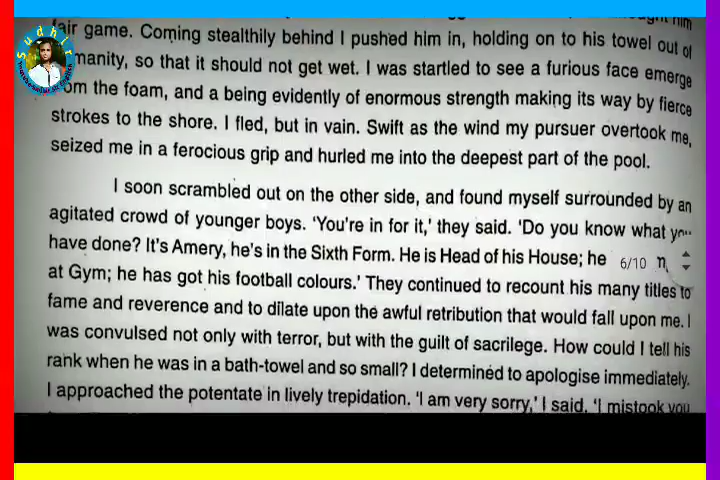 fair game. Coming stealthily behind I pushed him in, holding on to his towel out of
manity, so that it should not get wet. I was startled to see a furious face emerge
om the foam, and a being evidently of enormous strength making its way by fierce
strokes to the shore. I fled, but in vain. Swift as the wind my pursuer overtook me,
seized me in a ferocious grip and hurled me into the deepest part of the pool.
I soon scrambled out on the other side, and found myself surrounded by an
agitated crowd of younger boys. 'You're in for it,' they said. 'Do you know what you
have done? It's Amery, he's in the Sixth Form. He is Head of his House; he
6/10
at Gym; he has got his football colours.' They continued to recount his many titles to
fame and reverence and to dilate upon the awful retribution that would fall upon me. I
was convulsed not only with terror, but with the guilt of sacrilege. How could I tell his
rank when he was in a bath-towel and so small? I determined to apologise immediately.
I approached the potentate in lively trepidation. 'I am very sorry,' I said. 'I mistook you
Sudhir